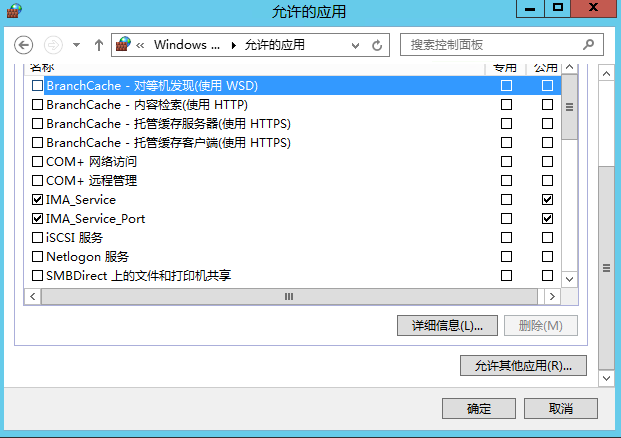 允许的应用
Windows ... 允许的应用
搜索控制面板
名称 专用 公用
BranchCache - 对等机发现(使用 WSD)
BranchCache - 内容检索(使用 HTTP)
BranchCache - 托管缓存服务器(使用 HTTPS)
BranchCache - 托管缓存客户端(使用 HTTPS)
COM+ 网络访问
COM+ 远程管理
IMA_Service
IMA_Service_Port
iSCSI 服务
Netlogon 服务
SMBDirect 上的文件和打印机共享
详细信息(L)... 删除(M)
允许其他应用(R)...
确定 取消